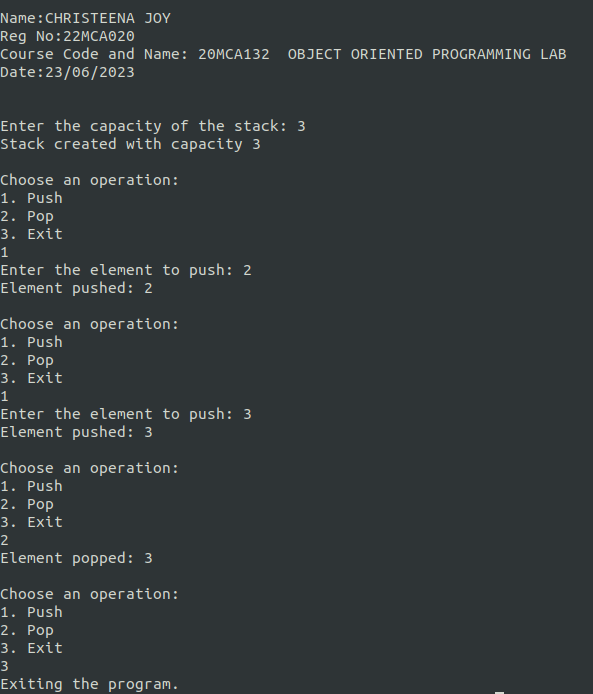 Name:CHRISTEENA JOY
Reg No:22MCA020
Course Code and Name: 20MCA132  OBJECT ORIENTED PROGRAMMING LAB
Date:23/06/2023
Enter the capacity of the stack: 3
Stack created with capacity 3
Choose an operation:
1. Push
2. Pop
3. Exit
1
Enter the element to push: 2
Element pushed: 2
Choose an operation:
1. Push
2. Pop
3. Exit
1
Enter the element to push: 3
Element pushed: 3
Choose an operation:
1. Push
2. Pop
3. Exit
2
Element popped: 3
Choose an operation:
1. Push
2. Pop
3. Exit
3
Exiting the program.